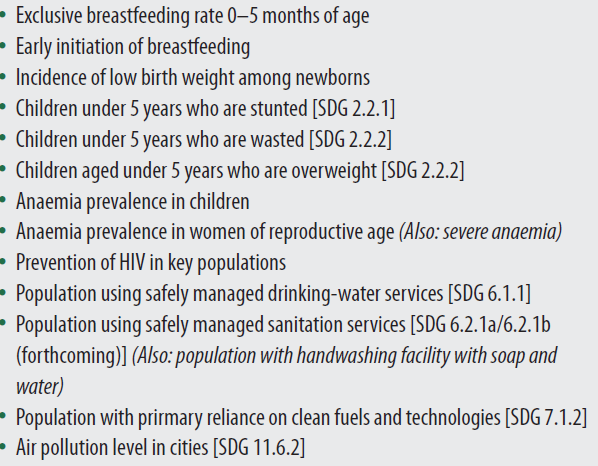 • Exclusive breastfeeding rate 0–5 months of age
• Early initiation of breastfeeding
• Incidence of low birth weight among newborns
• Children under 5 years who are stunted [SDG 2.2.1]
• Children under 5 years who are wasted [SDG 2.2.2]
• Children aged under 5 years who are overweight [SDG 2.2.2]
• Anaemia prevalence in children
• Anaemia prevalence in women of reproductive age (Also: severe anaemia)
• Prevention of HIV in key populations
• Population using safely managed drinking-water services [SDG 6.1.1]
• Population using safely managed sanitation services [SDG 6.2.1a/6.2.1b
(forthcoming)] (Also: population with handwashing facility with soap and
water)
• Population with prirmary reliance on clean fuels and technologies [SDG 7.1.2]
• Air pollution level in cities [SDG 11.6.2]